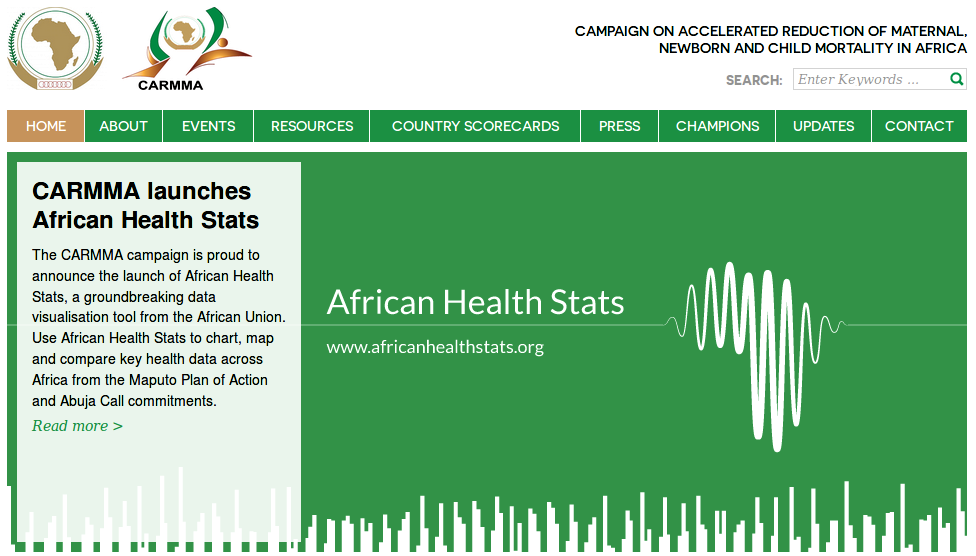 CARMMA
CAMPAIGN ON ACCELERATED REDUCTION OF MATERNAL,
NEWBORN AND CHILD MORTALITY IN AFRICA
SEARCH: Enter Keywords ...
HOME ABOUT EVENTS RESOURCES COUNTRY SCORECARDS PRESS CHAMPIONS UPDATES CONTACT
CARMMA launches
African Health Stats
The CARMMA campaign is proud to
announce the launch of African Health
Stats, a groundbreaking data
visualisation tool from the African Union.
Use African Health Stats to chart, map
and compare key health data across
Africa from the Maputo Plan of Action
and Abuja Call commitments.
Read more >
African Health Stats
www.africanhealthstats.org